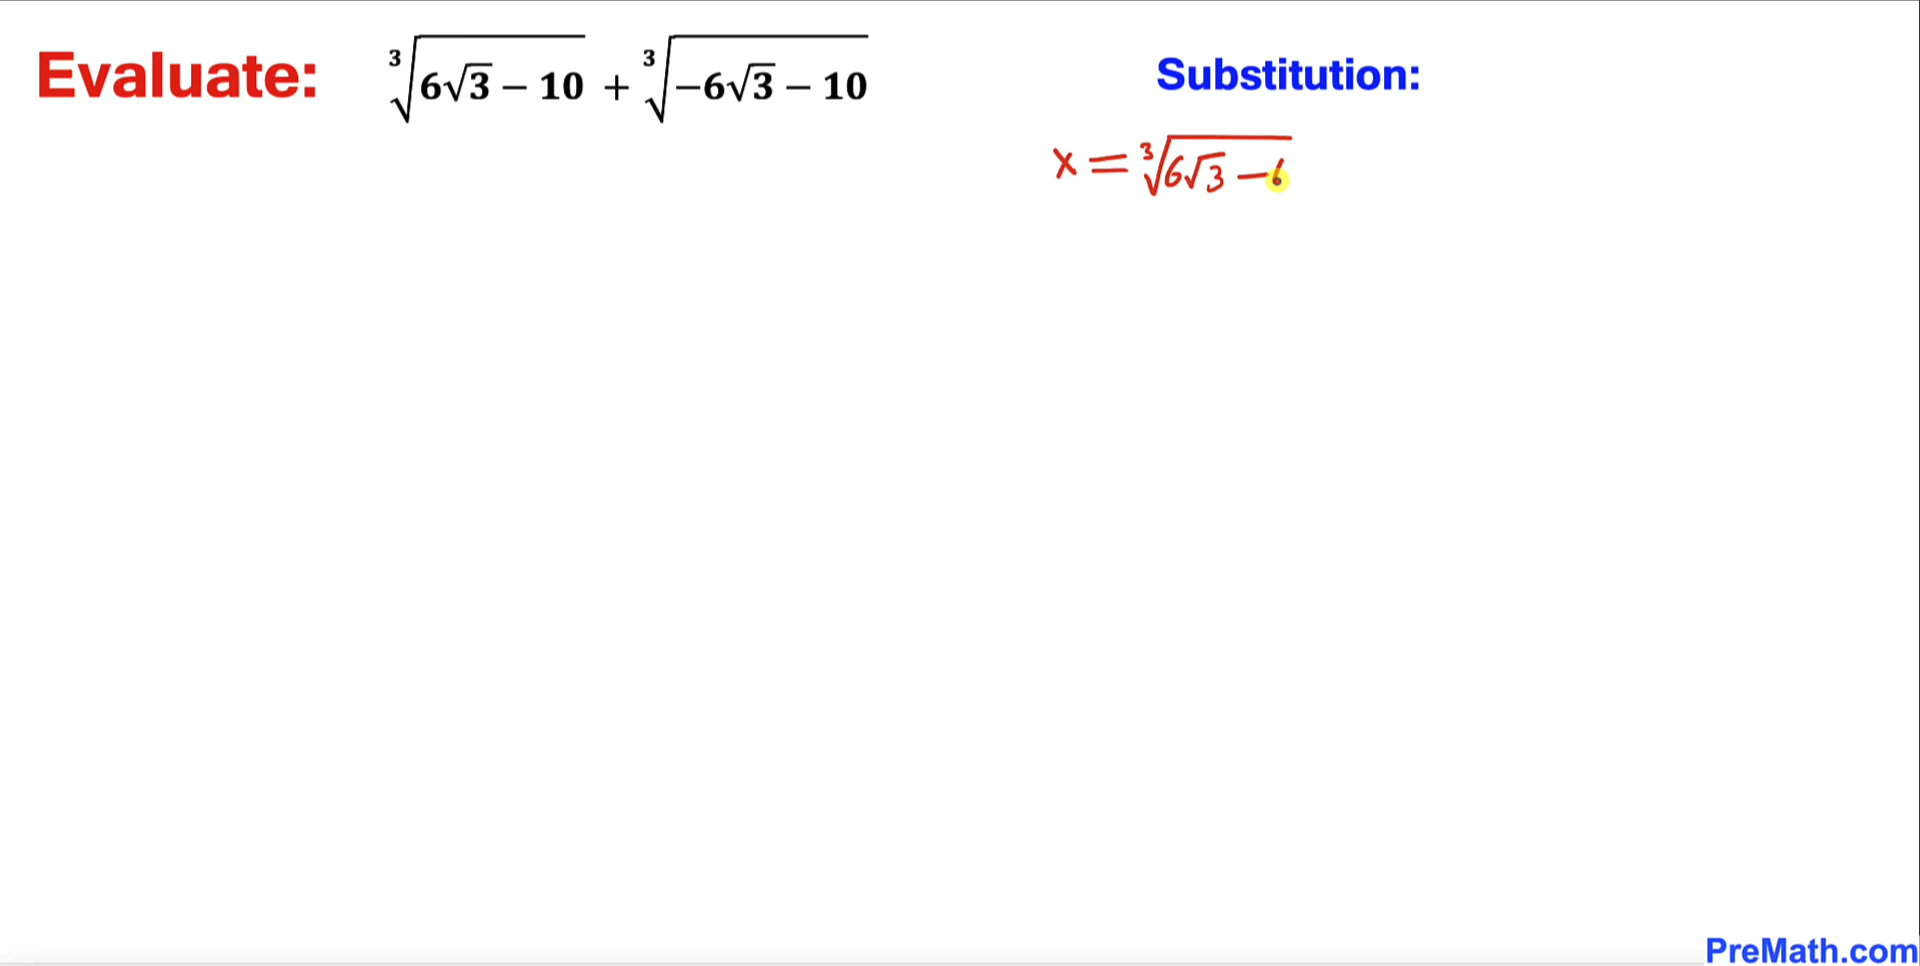 Evaluate: ∛(6√3 – 10) + ∛(–6√3 – 10)
Substitution:
x = ∛(6√3 – 6)
PreMath.com